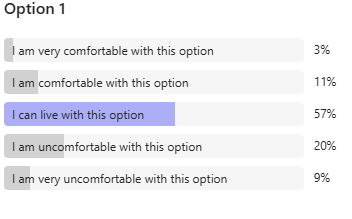 Option 1
I am very comfortable with this option 3%
I am comfortable with this option 11%
I can live with this option 57%
I am uncomfortable with this option 20%
I am very uncomfortable with this option 9%